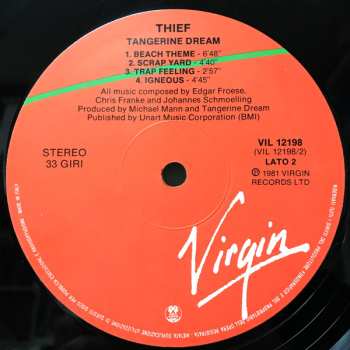 THIEF
TANGERINE DREAM
1. BEACH THEME - 6'48"
2. SCRAP YARD - 4'40"
3. TRAP FEELING - 2'57"
4. IGNEOUS - 4'45"
All music composed by Edgar Froese,
Chris Franke and Johannes Schmoelling
Produced by Michael Mann and Tangerine Dream
Published by Unart Music Corporation (BMI)
STEREO
33 GIRI
VIL 12198
(VIL 12198/2)
LATO 2
℗ 1981 VIRGIN
RECORDS LTD
Virgin